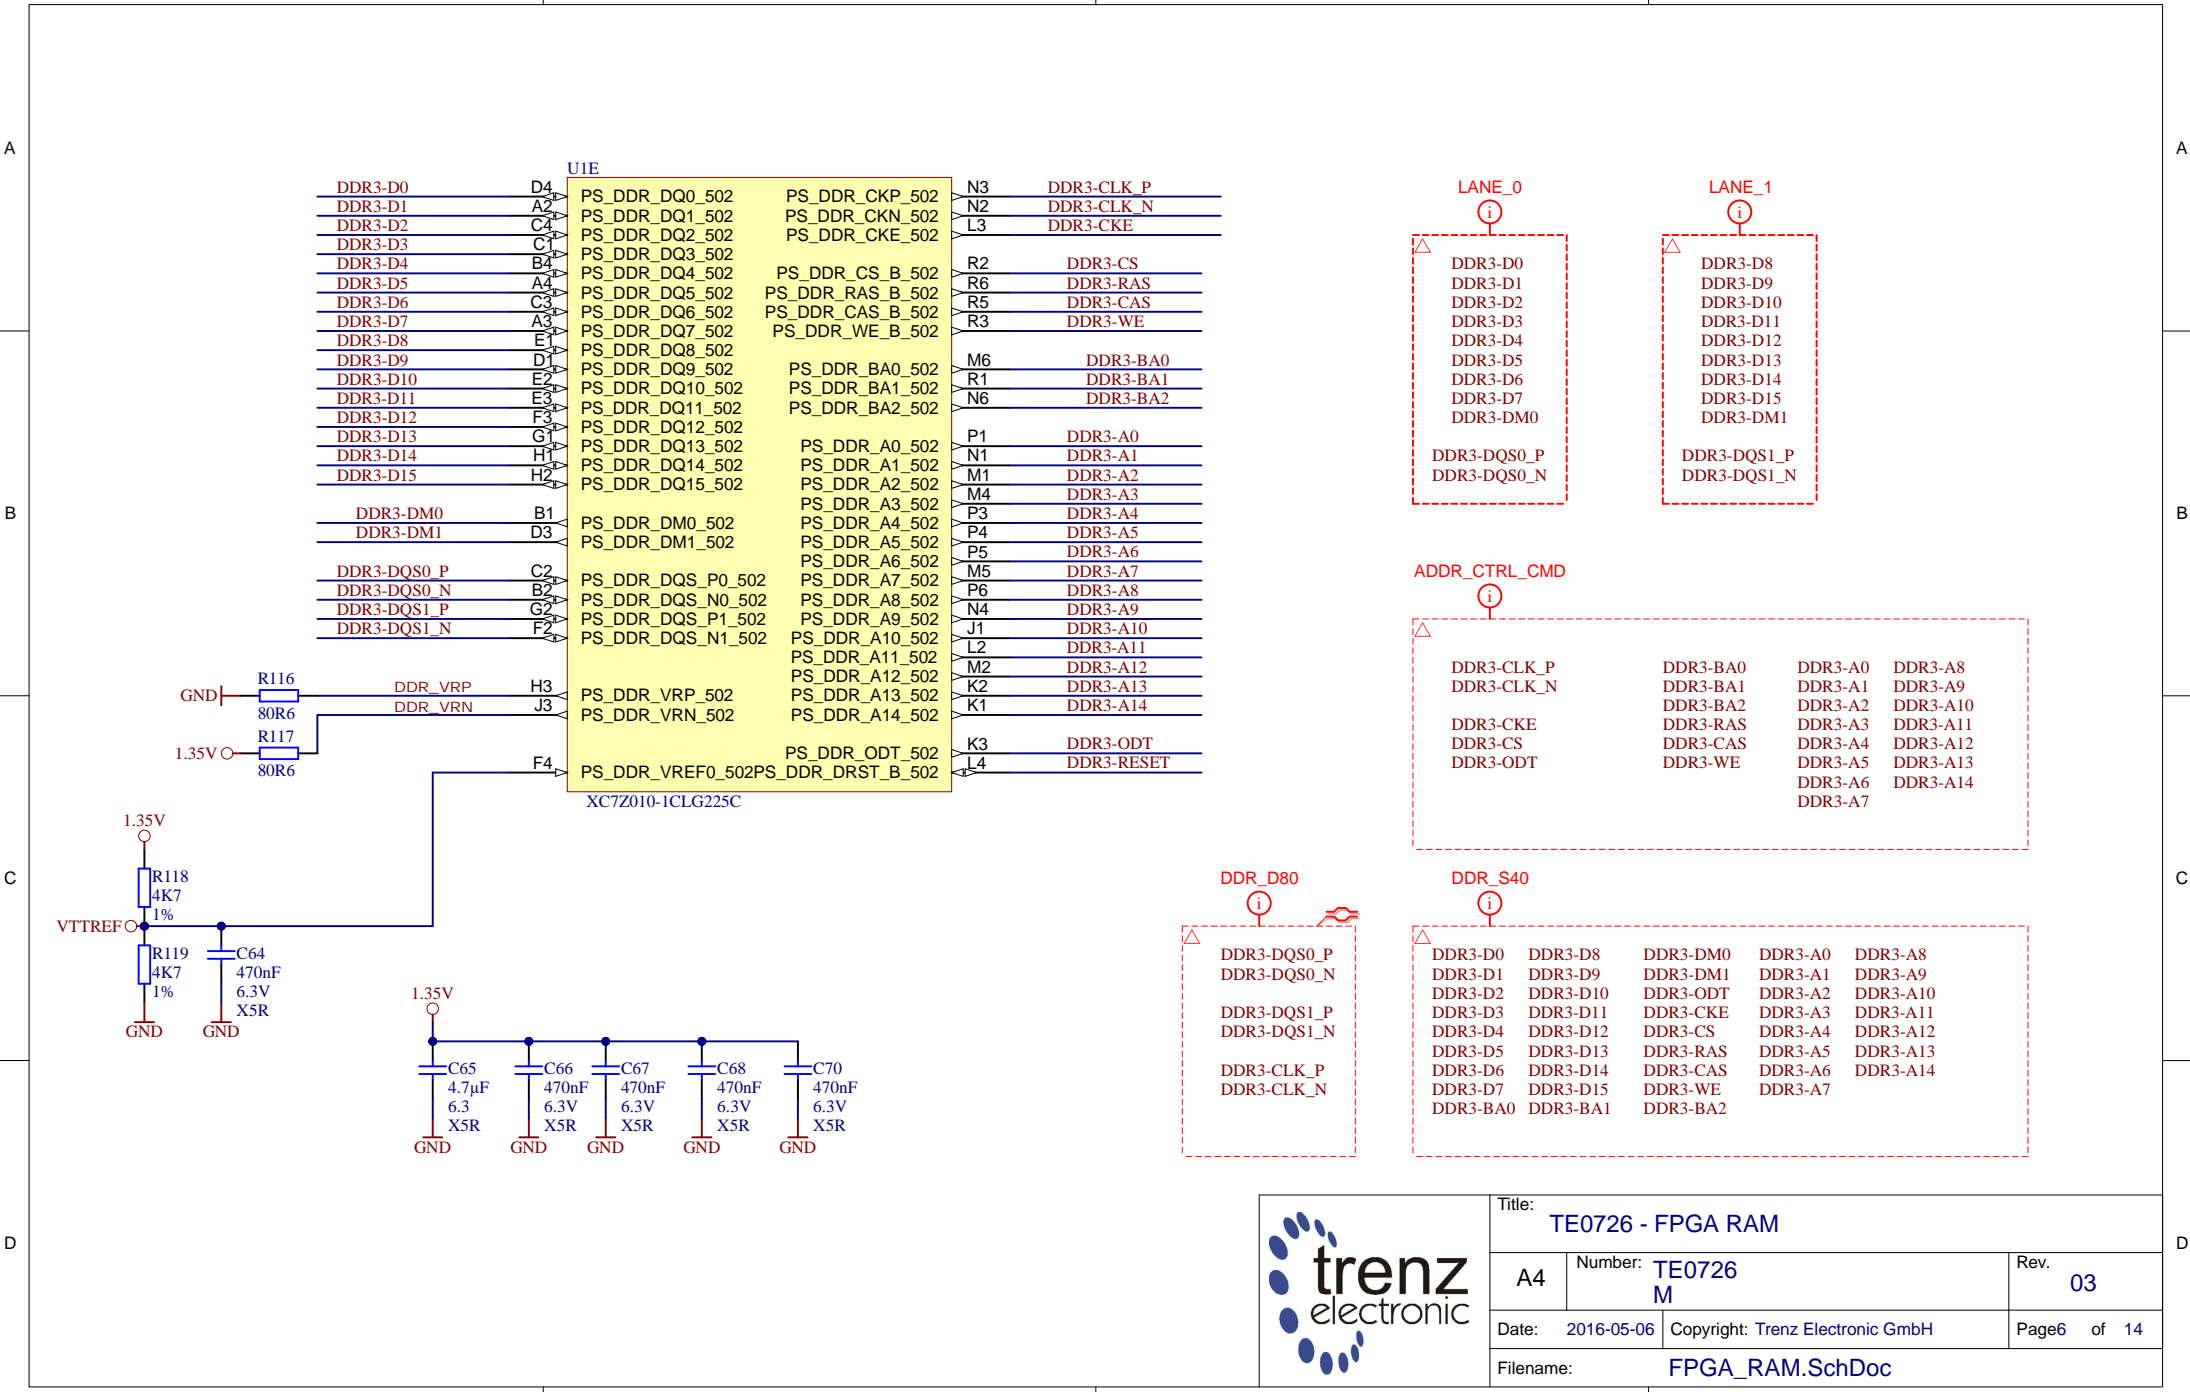 A
A
B
B
C
C
D
D
U1E
DDR3-D0 D4 PS_DDR_DQ0_502
DDR3-D1 A2 PS_DDR_DQ1_502
DDR3-D2 C4 PS_DDR_DQ2_502
DDR3-D3 C1 PS_DDR_DQ3_502
DDR3-D4 B4 PS_DDR_DQ4_502
DDR3-D5 A4 PS_DDR_DQ5_502
DDR3-D6 C3 PS_DDR_DQ6_502
DDR3-D7 A3 PS_DDR_DQ7_502
DDR3-D8 E1 PS_DDR_DQ8_502
DDR3-D9 D1 PS_DDR_DQ9_502
DDR3-D10 E2 PS_DDR_DQ10_502
DDR3-D11 E3 PS_DDR_DQ11_502
DDR3-D12 F3 PS_DDR_DQ12_502
DDR3-D13 G1 PS_DDR_DQ13_502
DDR3-D14 H1 PS_DDR_DQ14_502
DDR3-D15 H2 PS_DDR_DQ15_502
DDR3-DM0 B1 PS_DDR_DM0_502
DDR3-DM1 D3 PS_DDR_DM1_502
DDR3-DQS0_P C2 PS_DDR_DQS_P0_502
DDR3-DQS0_N B2 PS_DDR_DQS_N0_502
DDR3-DQS1_P G2 PS_DDR_DQS_P1_502
DDR3-DQS1_N F2 PS_DDR_DQS_N1_502
GND R116 80R6 DDR_VRP H3 PS_DDR_VRP_502
1.35V R117 80R6 DDR_VRN J3 PS_DDR_VRN_502
F4 PS_DDR_VREF0_502
PS_DDR_CKP_502 N3 DDR3-CLK_P
PS_DDR_CKN_502 N2 DDR3-CLK_N
PS_DDR_CKE_502 L3 DDR3-CKE
PS_DDR_CS_B_502 R2 DDR3-CS
PS_DDR_RAS_B_502 R6 DDR3-RAS
PS_DDR_CAS_B_502 R5 DDR3-CAS
PS_DDR_WE_B_502 R3 DDR3-WE
PS_DDR_BA0_502 M6 DDR3-BA0
PS_DDR_BA1_502 R1 DDR3-BA1
PS_DDR_BA2_502 N6 DDR3-BA2
PS_DDR_A0_502 P1 DDR3-A0
PS_DDR_A1_502 N1 DDR3-A1
PS_DDR_A2_502 M1 DDR3-A2
PS_DDR_A3_502 M4 DDR3-A3
PS_DDR_A4_502 P3 DDR3-A4
PS_DDR_A5_502 P4 DDR3-A5
PS_DDR_A6_502 P5 DDR3-A6
PS_DDR_A7_502 M5 DDR3-A7
PS_DDR_A8_502 P6 DDR3-A8
PS_DDR_A9_502 N4 DDR3-A9
PS_DDR_A10_502 J1 DDR3-A10
PS_DDR_A11_502 L2 DDR3-A11
PS_DDR_A12_502 M2 DDR3-A12
PS_DDR_A13_502 K2 DDR3-A13
PS_DDR_A14_502 K1 DDR3-A14
PS_DDR_ODT_502 K3 DDR3-ODT
PS_DDR_DRST_B_502 L4 DDR3-RESET
XC7Z010-1CLG225C
1.35V
R118
4K7
1%
VTTREF
R119
4K7
1%
GND
C64
470nF
6.3V
X5R
GND
1.35V
C65 C66 C67 C68 C70
4.7µF 470nF 470nF 470nF 470nF
6.3 6.3V 6.3V 6.3V 6.3V
X5R X5R X5R X5R X5R
GND GND GND GND GND
LANE_0
i
DDR3-D0
DDR3-D1
DDR3-D2
DDR3-D3
DDR3-D4
DDR3-D5
DDR3-D6
DDR3-D7
DDR3-DM0
DDR3-DQS0_P
DDR3-DQS0_N
LANE_1
i
DDR3-D8
DDR3-D9
DDR3-D10
DDR3-D11
DDR3-D12
DDR3-D13
DDR3-D14
DDR3-D15
DDR3-DM1
DDR3-DQS1_P
DDR3-DQS1_N
ADDR_CTRL_CMD
i
DDR3-CLK_P DDR3-BA0 DDR3-A0 DDR3-A8
DDR3-CLK_N DDR3-BA1 DDR3-A1 DDR3-A9
DDR3-BA2 DDR3-A2 DDR3-A10
DDR3-CKE DDR3-RAS DDR3-A3 DDR3-A11
DDR3-CS DDR3-CAS DDR3-A4 DDR3-A12
DDR3-ODT DDR3-WE DDR3-A5 DDR3-A13
DDR3-A6 DDR3-A14
DDR3-A7
DDR_D80
i
DDR3-DQS0_P
DDR3-DQS0_N
DDR3-DQS1_P
DDR3-DQS1_N
DDR3-CLK_P
DDR3-CLK_N
DDR_S40
i
DDR3-D0 DDR3-D8 DDR3-DM0 DDR3-A0 DDR3-A8
DDR3-D1 DDR3-D9 DDR3-DM1 DDR3-A1 DDR3-A9
DDR3-D2 DDR3-D10 DDR3-ODT DDR3-A2 DDR3-A10
DDR3-D3 DDR3-D11 DDR3-CKE DDR3-A3 DDR3-A11
DDR3-D4 DDR3-D12 DDR3-CS DDR3-A4 DDR3-A12
DDR3-D5 DDR3-D13 DDR3-RAS DDR3-A5 DDR3-A13
DDR3-D6 DDR3-D14 DDR3-CAS DDR3-A6 DDR3-A14
DDR3-D7 DDR3-D15 DDR3-WE DDR3-A7
DDR3-BA0 DDR3-BA1 DDR3-BA2
trenz
electronic
Title:
TE0726 - FPGA RAM
A4 Number: TE0726
M
Rev.
03
Date: 2016-05-06 Copyright: Trenz Electronic GmbH Page6 of 14
Filename: FPGA_RAM.SchDoc